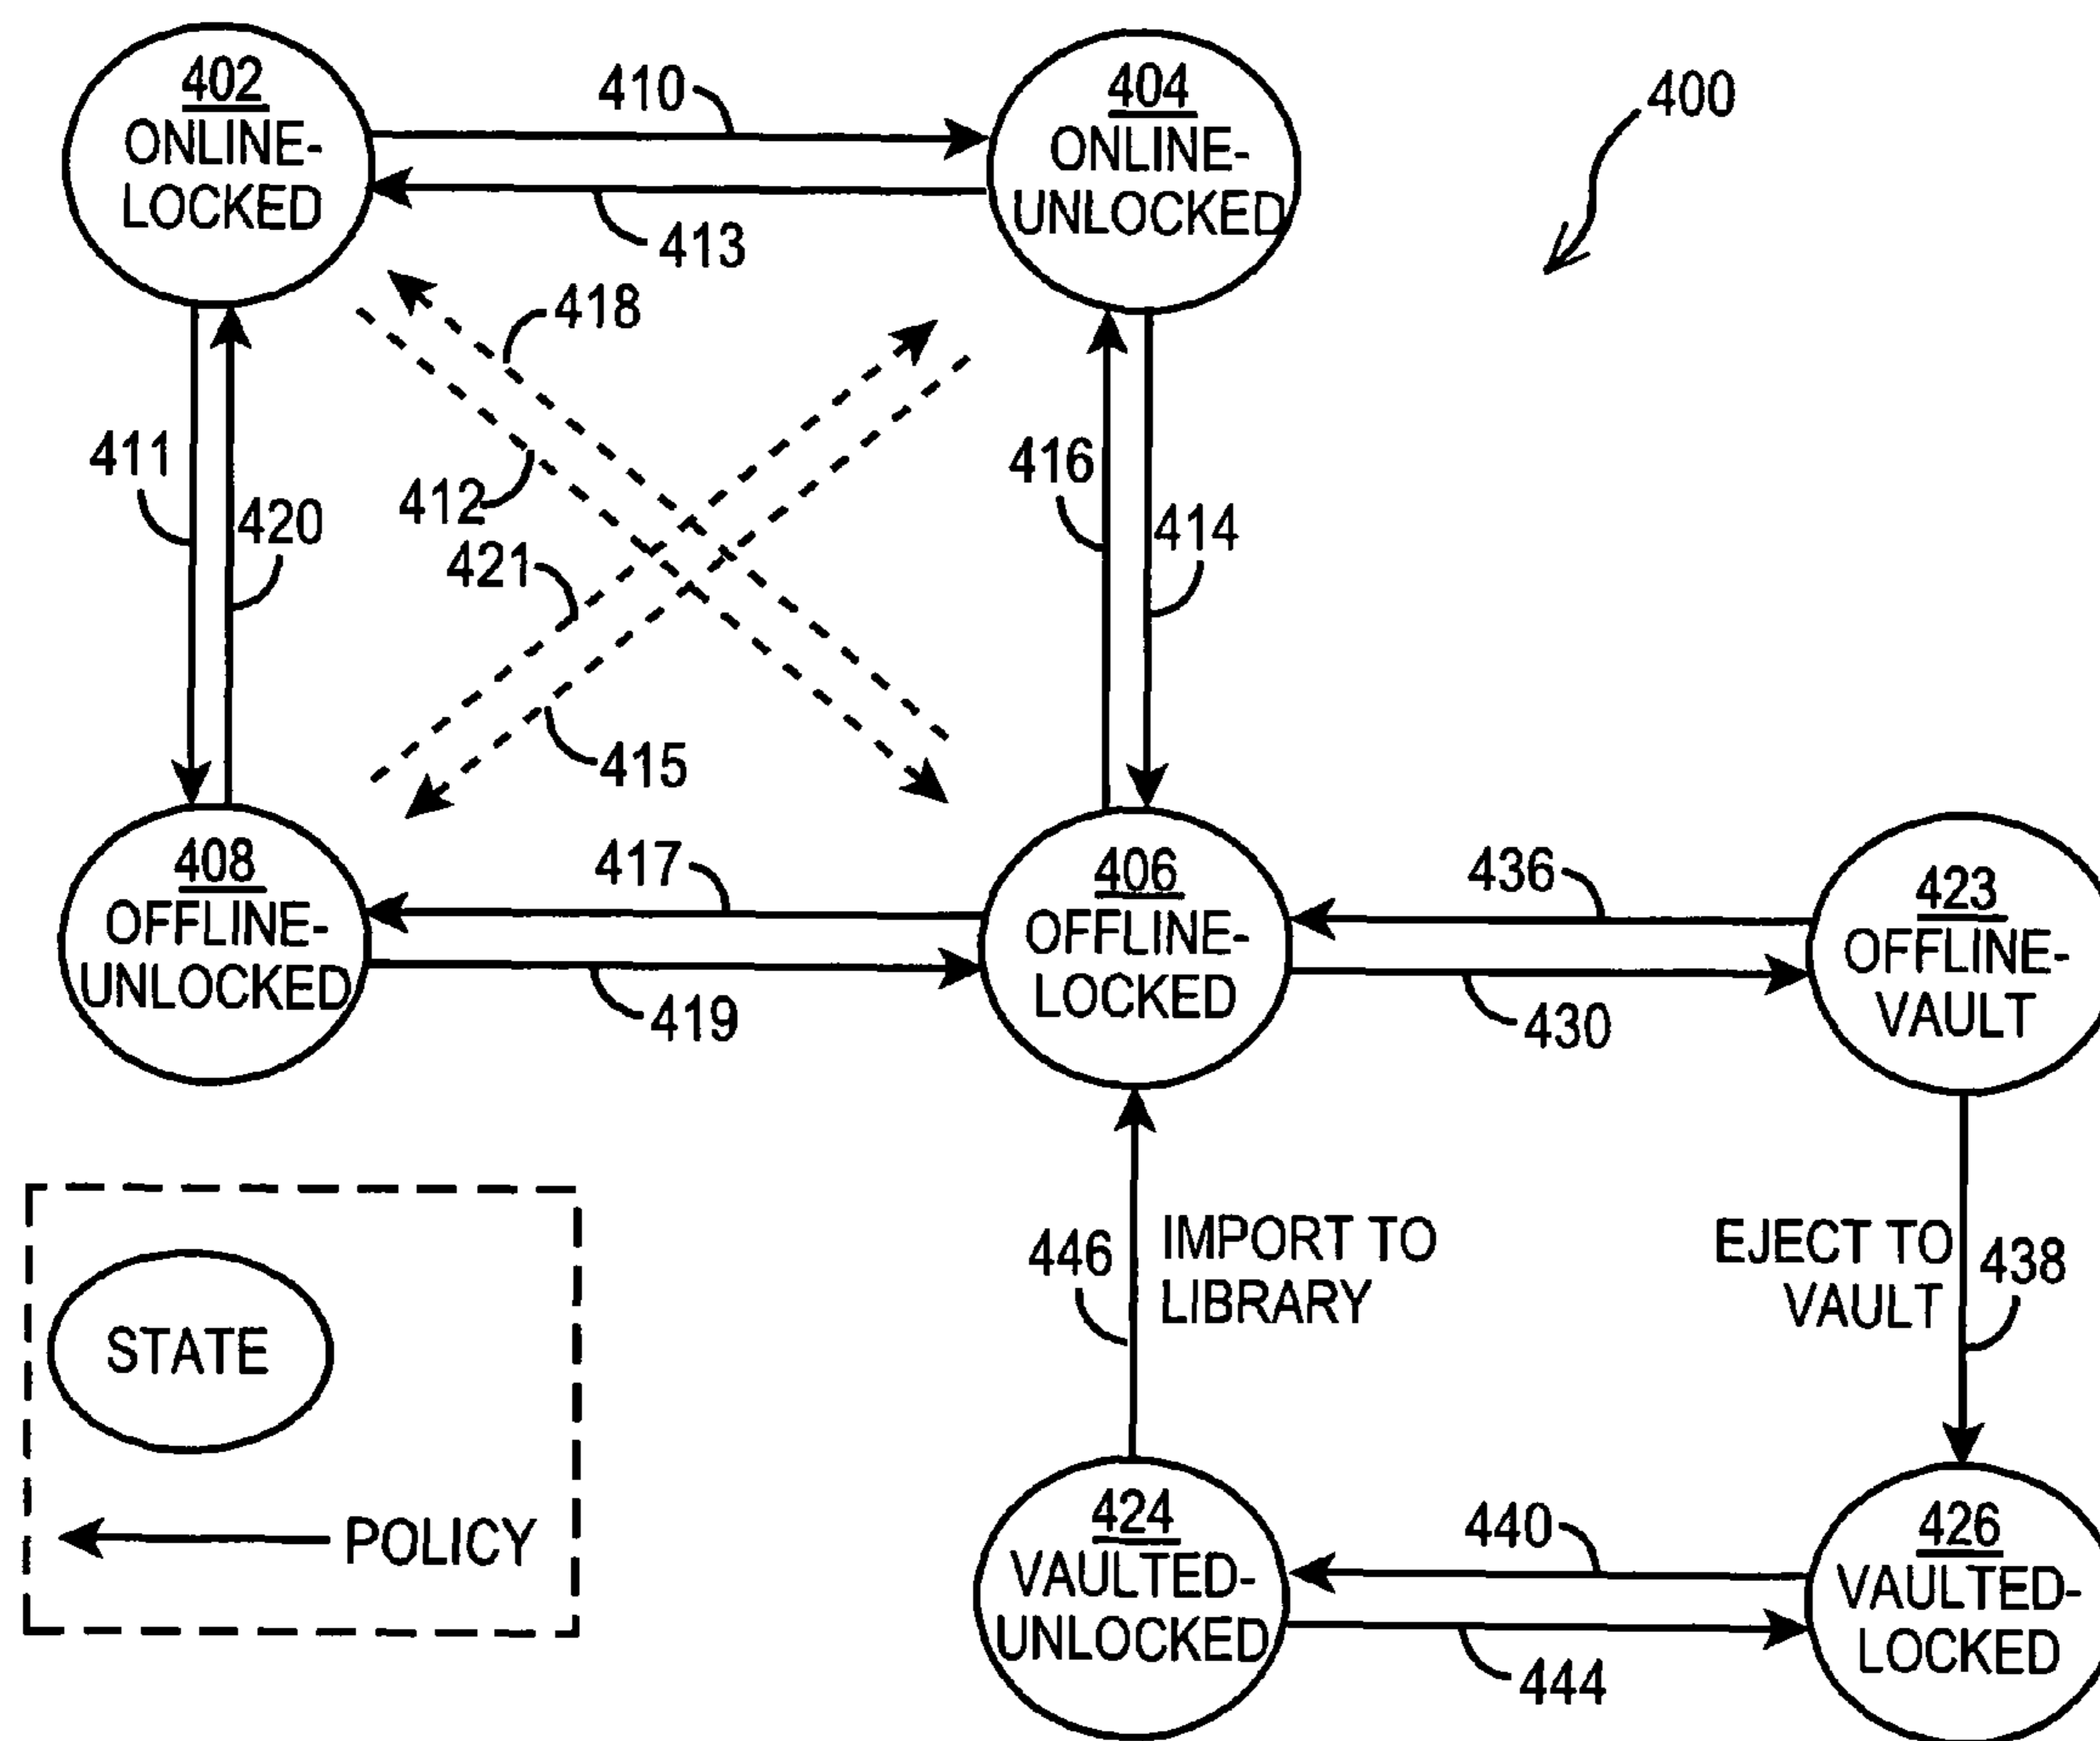 402
ONLINE-
LOCKED
410
413
404
ONLINE-
UNLOCKED
400
418
412
421
415
411
420
416
414
408
OFFLINE-
UNLOCKED
417
419
406
OFFLINE-
LOCKED
436
430
423
OFFLINE-
VAULT
446
IMPORT TO
LIBRARY
EJECT TO
VAULT
438
STATE
POLICY
424
VAULTED-
UNLOCKED
440
444
426
VAULTED-
LOCKED